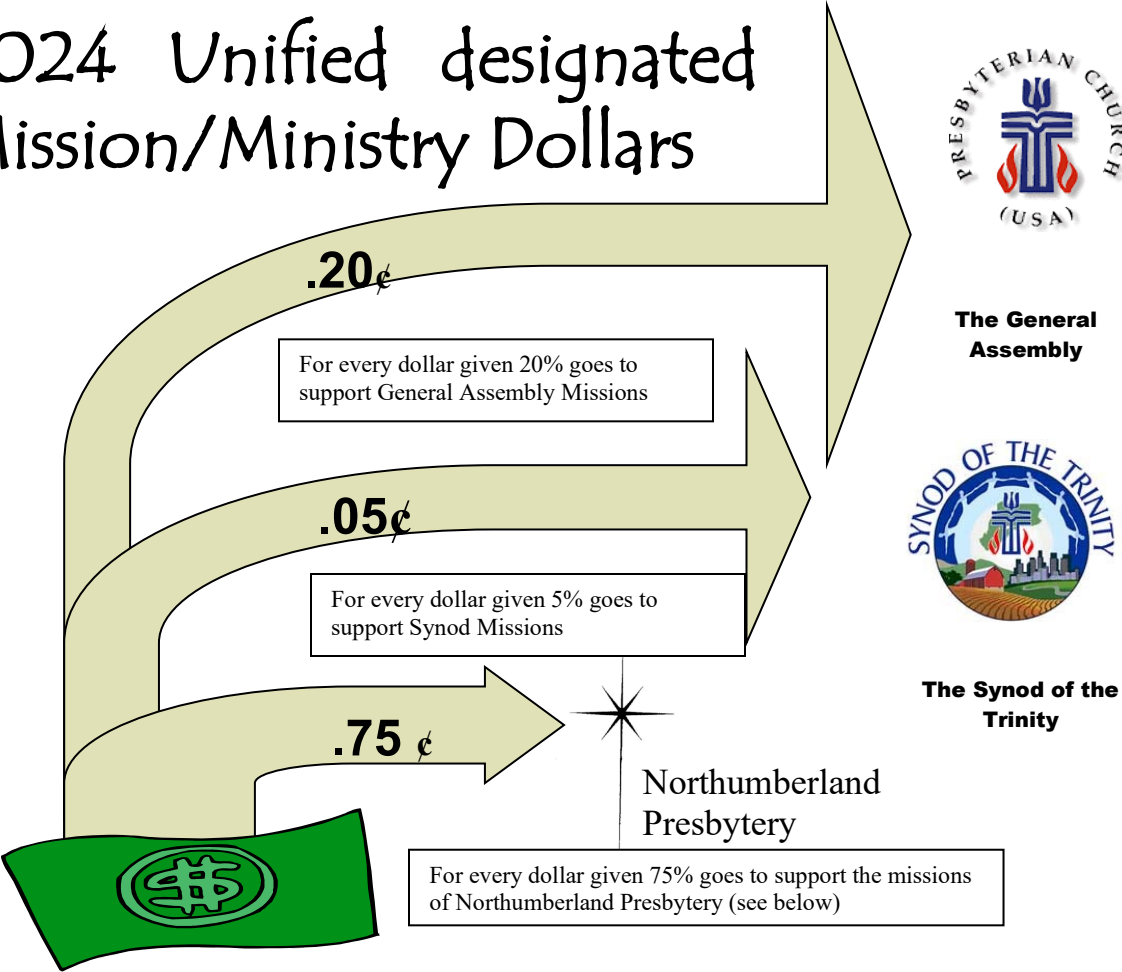 024 Unified designated
ission/Ministry Dollars
PRESBYTERIAN CHURCH
(USA)
.20¢
The General
Assembly
For every dollar given 20% goes to
support General Assembly Missions
SYNOD OF THE TRINITY
.05¢
For every dollar given 5% goes to
support Synod Missions
The Synod of the
Trinity
.75 ¢
Northumberland
Presbytery
$
For every dollar given 75% goes to support the missions
of Northumberland Presbytery (see below)